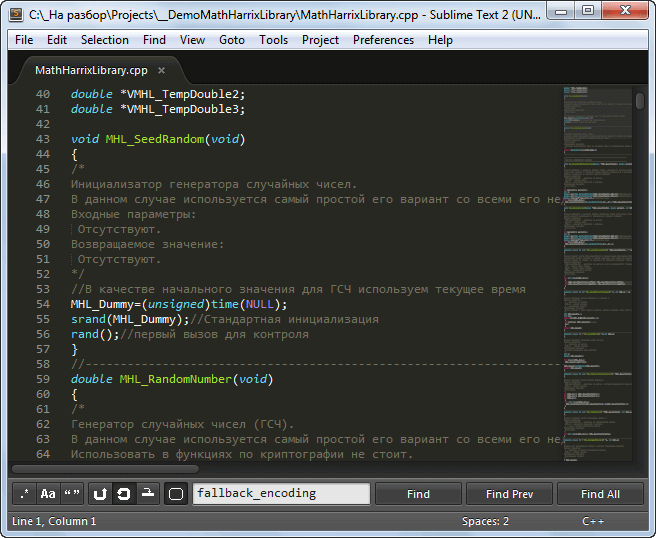 C:\_На разбор\Projects\__DemoMathHarrixLibrary\MathHarrixLibrary.cpp - Sublime Text 2 (UN...
File Edit Selection Find View Goto Tools Project Preferences Help
MathHarrixLibrary.cpp ×
40 double *VMHL_TempDouble2;
41 double *VMHL_TempDouble3;
42
43 void MHL_SeedRandom(void)
44 {
45 /*
46 Инициализатор генератора случайных чисел.
47 В данном случае используется самый простой его вариант со всеми его не
48 Входные параметры:
49  Отсутствуют.
50 Возвращаемое значение:
51  Отсутствуют.
52 */
53 //В качестве начального значения для ГСЧ используем текущее время
54 MHL_Dummy=(unsigned)time(NULL);
55 srand(MHL_Dummy);//Стандартная инициализация
56 rand();//первый вызов для контроля
57 }
58 //---------------------------------------------------------------
59 double MHL_RandomNumber(void)
60 {
61 /*
62 Генератор случайных чисел (ГСЧ).
63 В данном случае используется самый простой его вариант со всеми его не
64 Использовать в функциях по криптографии не стоит.
.* Aa “” fallback_encoding Find Find Prev Find All
Line 1, Column 1 Spaces: 2 C++